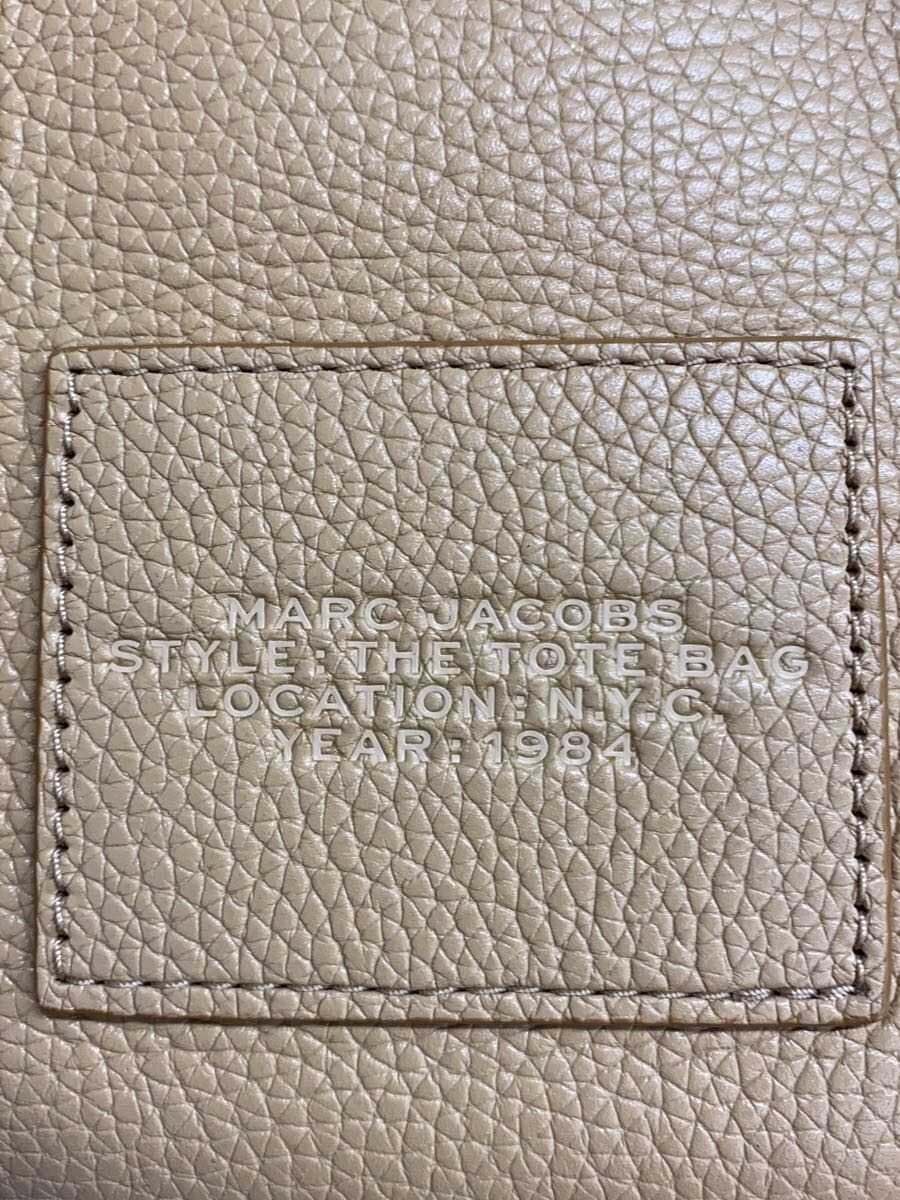 MARC JACOBS
STYLE: THE TOTE BAG
LOCATION: N.Y.C.
YEAR: 1984